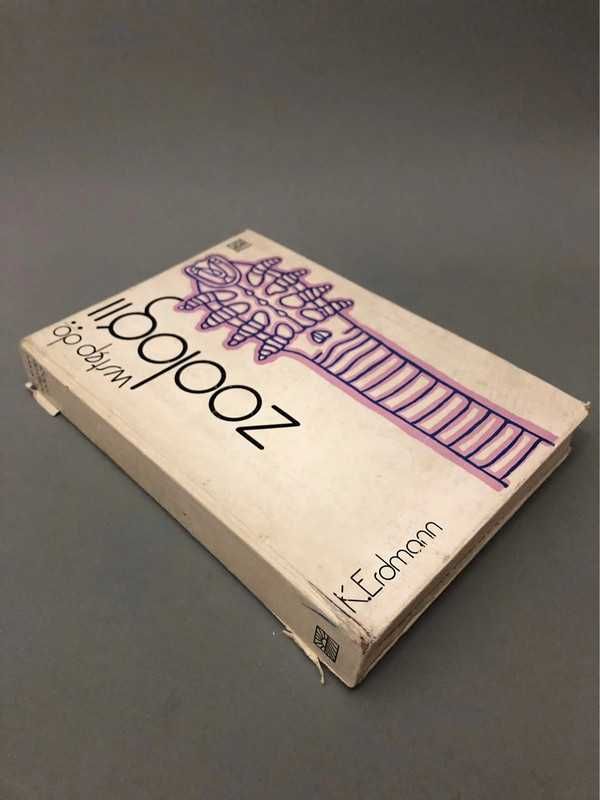 wstęp do
zoologii
K. Erdmann